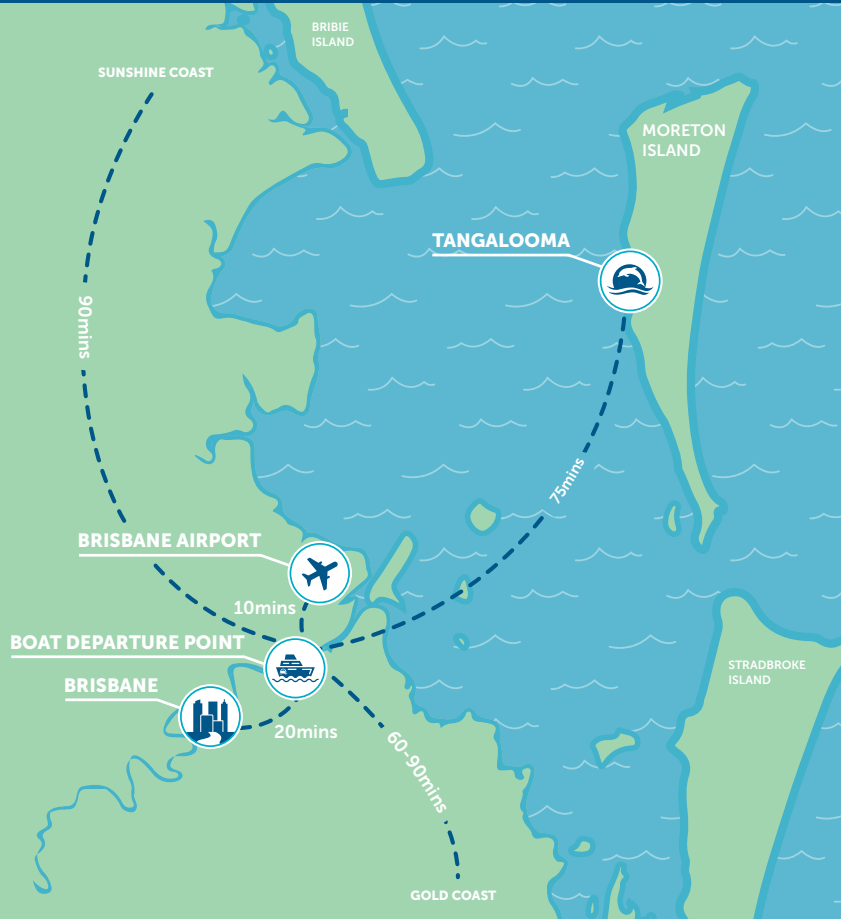 BRIBIE
ISLAND
SUNSHINE COAST
MORETON
ISLAND
TANGALOOMA
90mins
75mins
BRISBANE AIRPORT
10mins
BOAT DEPARTURE POINT
STRADBROKE
ISLAND
BRISBANE
20mins
60-90mins
GOLD COAST